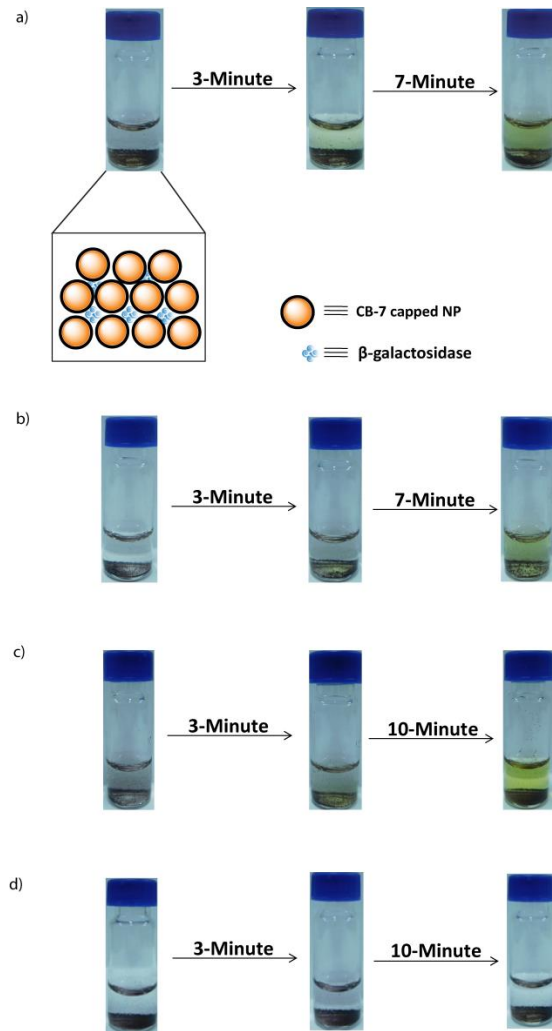 a)
3-Minute
7-Minute
CB-7 capped NP
β-galactosidase
b)
3-Minute
7-Minute
c)
3-Minute
10-Minute
d)
3-Minute
10-Minute